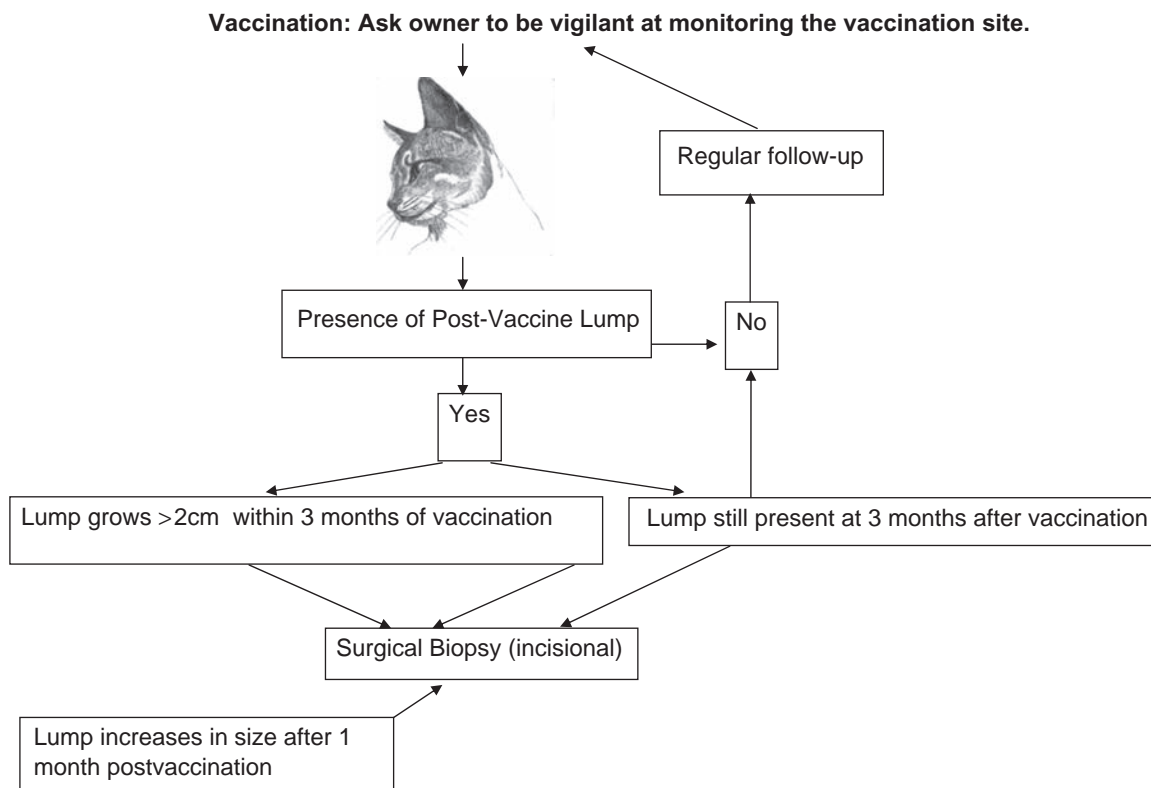 Vaccination: Ask owner to be vigilant at monitoring the vaccination site.
Regular follow-up
Presence of Post-Vaccine Lump
No
Yes
Lump grows >2cm  within 3 months of vaccination
Lump still present at 3 months after vaccination
Surgical Biopsy (incisional)
Lump increases in size after 1
month postvaccination